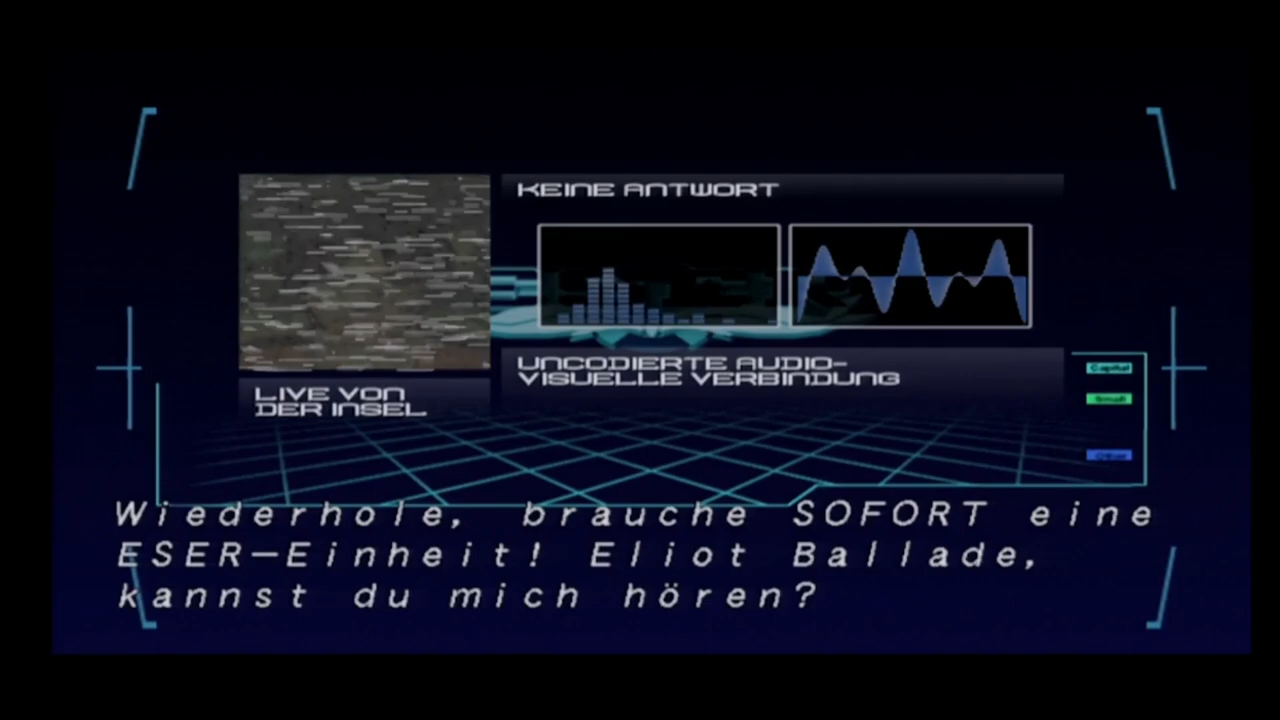 KEINE ANTWORT
UNCODIERTE AUDIO-
VISUELLE VERBINDUNG
LIVE VON
DER INSEL
Capital
Small
Other
Wiederhole, brauche SOFORT eine
ESER-Einheit! Eliot Ballade,
kannst du mich hören?